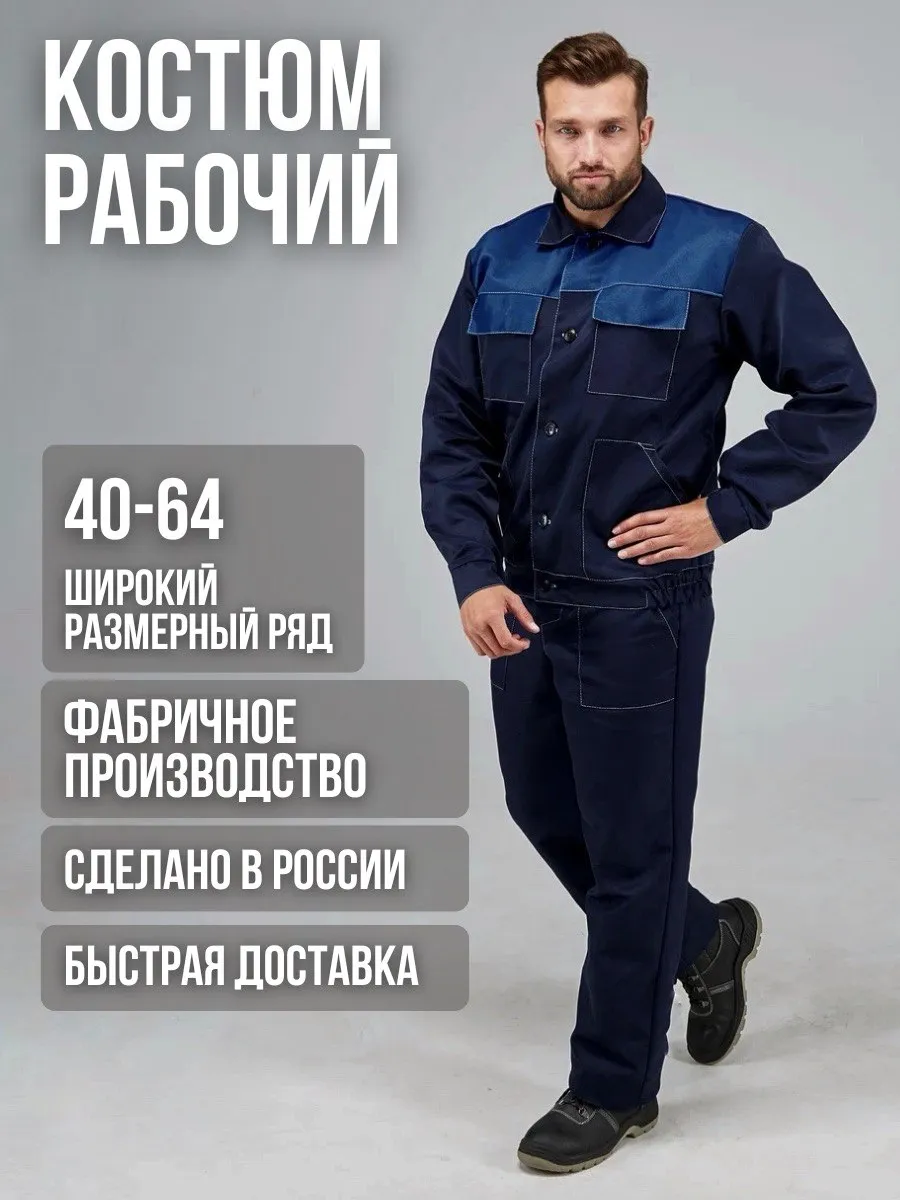 КОСТЮМ
РАБОЧИЙ
40-64
ШИРОКИЙ
РАЗМЕРНЫЙ РЯД
ФАБРИЧНОЕ
ПРОИЗВОДСТВО
СДЕЛАНО В РОССИИ
БЫСТРАЯ ДОСТАВКА